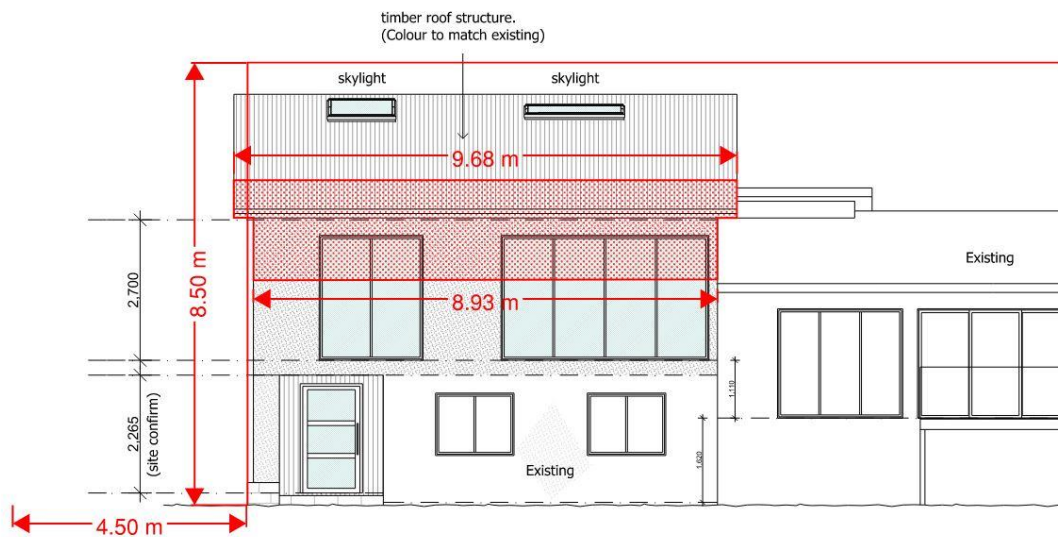 timber roof structure.
(Colour to match existing)
skylight
skylight
9.68 m
2,700
8.50 m
8.93 m
Existing
2,265
(site confirm)
1,110
1,620
Existing
4.50 m